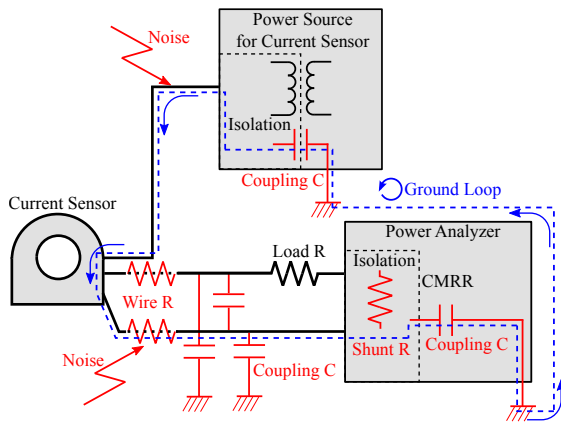 Power Source
for Current Sensor
Noise
Isolation
Coupling C
Ground Loop
Current Sensor
Power Analyzer
Load R
Isolation
CMRR
Wire R
Shunt R
Coupling C
Noise
Coupling C